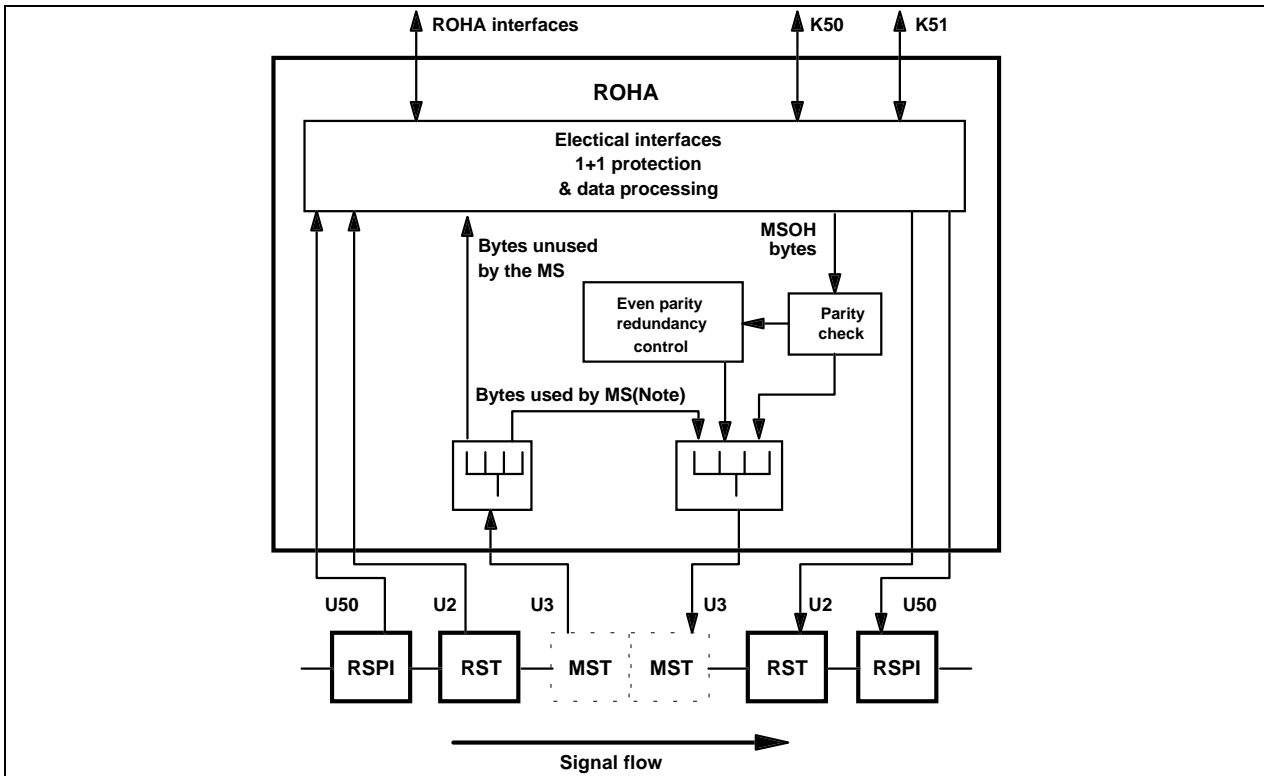 ROHA interfaces
K50
K51
ROHA
Electical interfaces
1+1 protection
& data processing
MSOH
bytes
Bytes unused
by the MS
Even parity
redundancy
control
Parity
check
Bytes used by MS(Note)
U50
U2
U3
U3
U2
U50
RSPI
RST
MST
MST
RST
RSPI
Signal flow